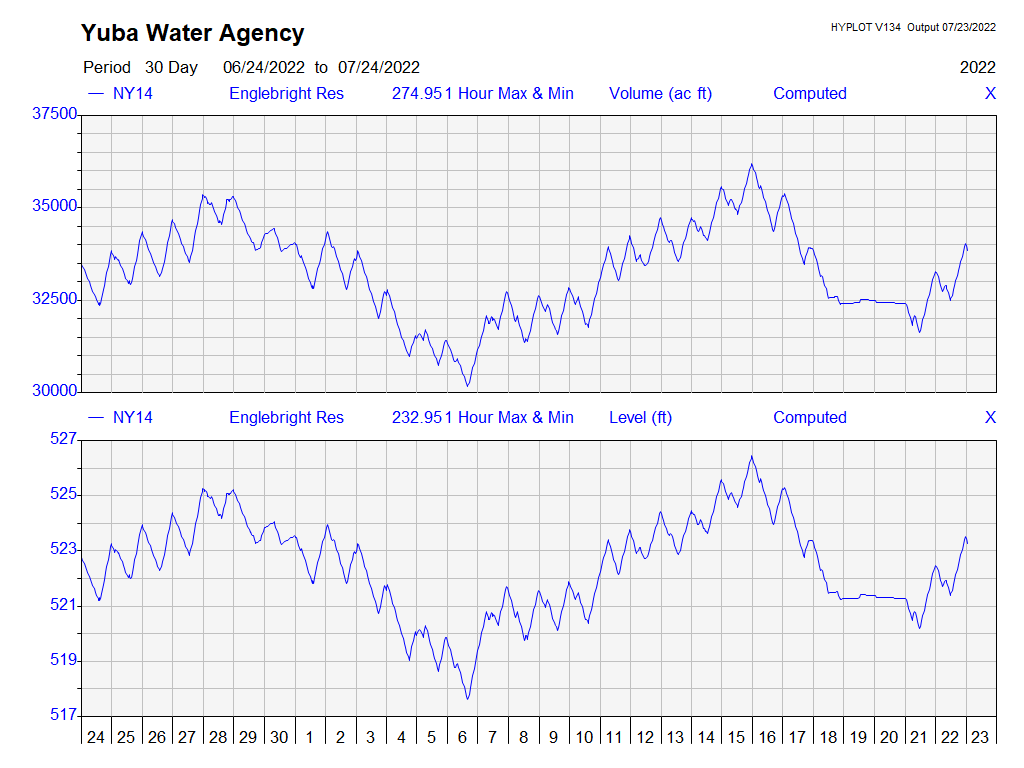 Yuba Water Agency
HYPLOT V134 Output 07/23/2022
Period 30 Day 06/24/2022 to 07/24/2022 2022
NY14 Englebright Res 274.951 Hour Max & Min Volume (ac ft) Computed X
37500
35000
32500
30000
NY14 Englebright Res 232.951 Hour Max & Min Level (ft) Computed X
527
525
523
521
519
517
24 25 26 27 28 29 30 1 2 3 4 5 6 7 8 9 10 11 12 13 14 15 16 17 18 19 20 21 22 23